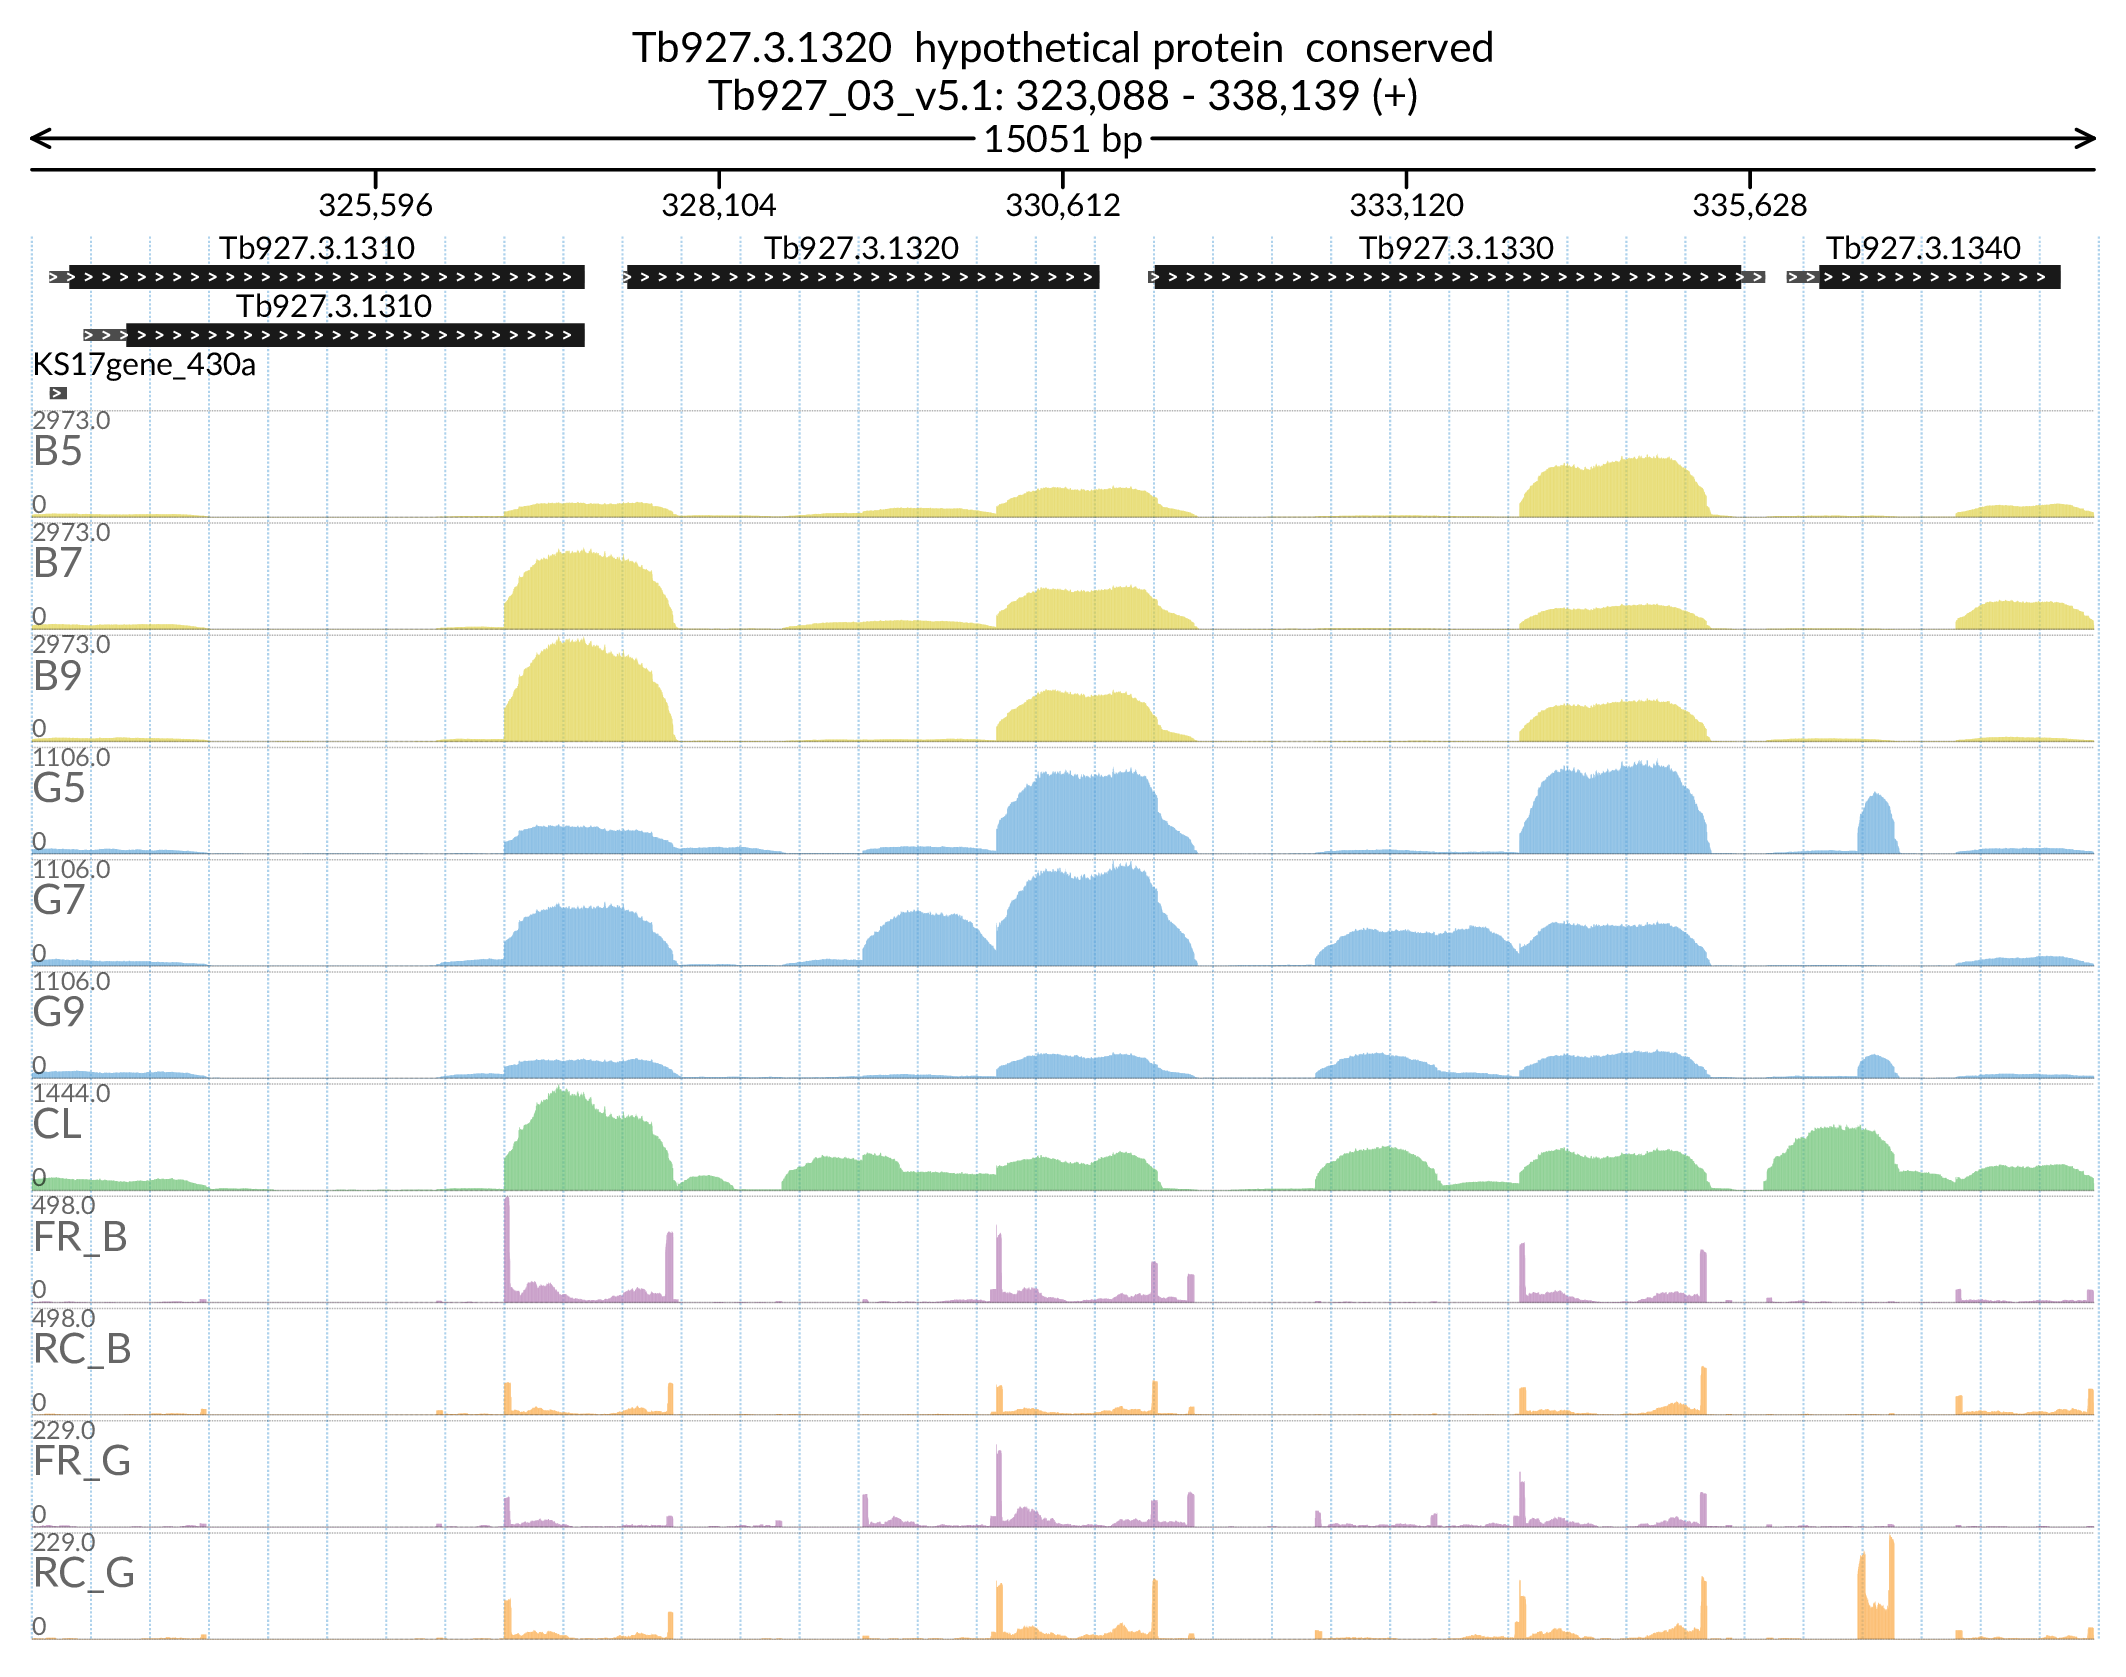 Tb927.3.1320 hypothetical protein conserved
Tb927_03_v5.1: 323,088 - 338,139 (+)
15051 bp
325,596 328,104 330,612 333,120 335,628
Tb927.3.1310 Tb927.3.1320 Tb927.3.1330 Tb927.3.1340
Tb927.3.1310
KS17gene_430a
2973.0
B5
0
2973.0
B7
0
2973.0
B9
0
1106.0
G5
0
1106.0
G7
0
1106.0
G9
0
1444.0
CL
0
498.0
FR_B
0
498.0
RC_B
0
229.0
FR_G
0
229.0
RC_G
0